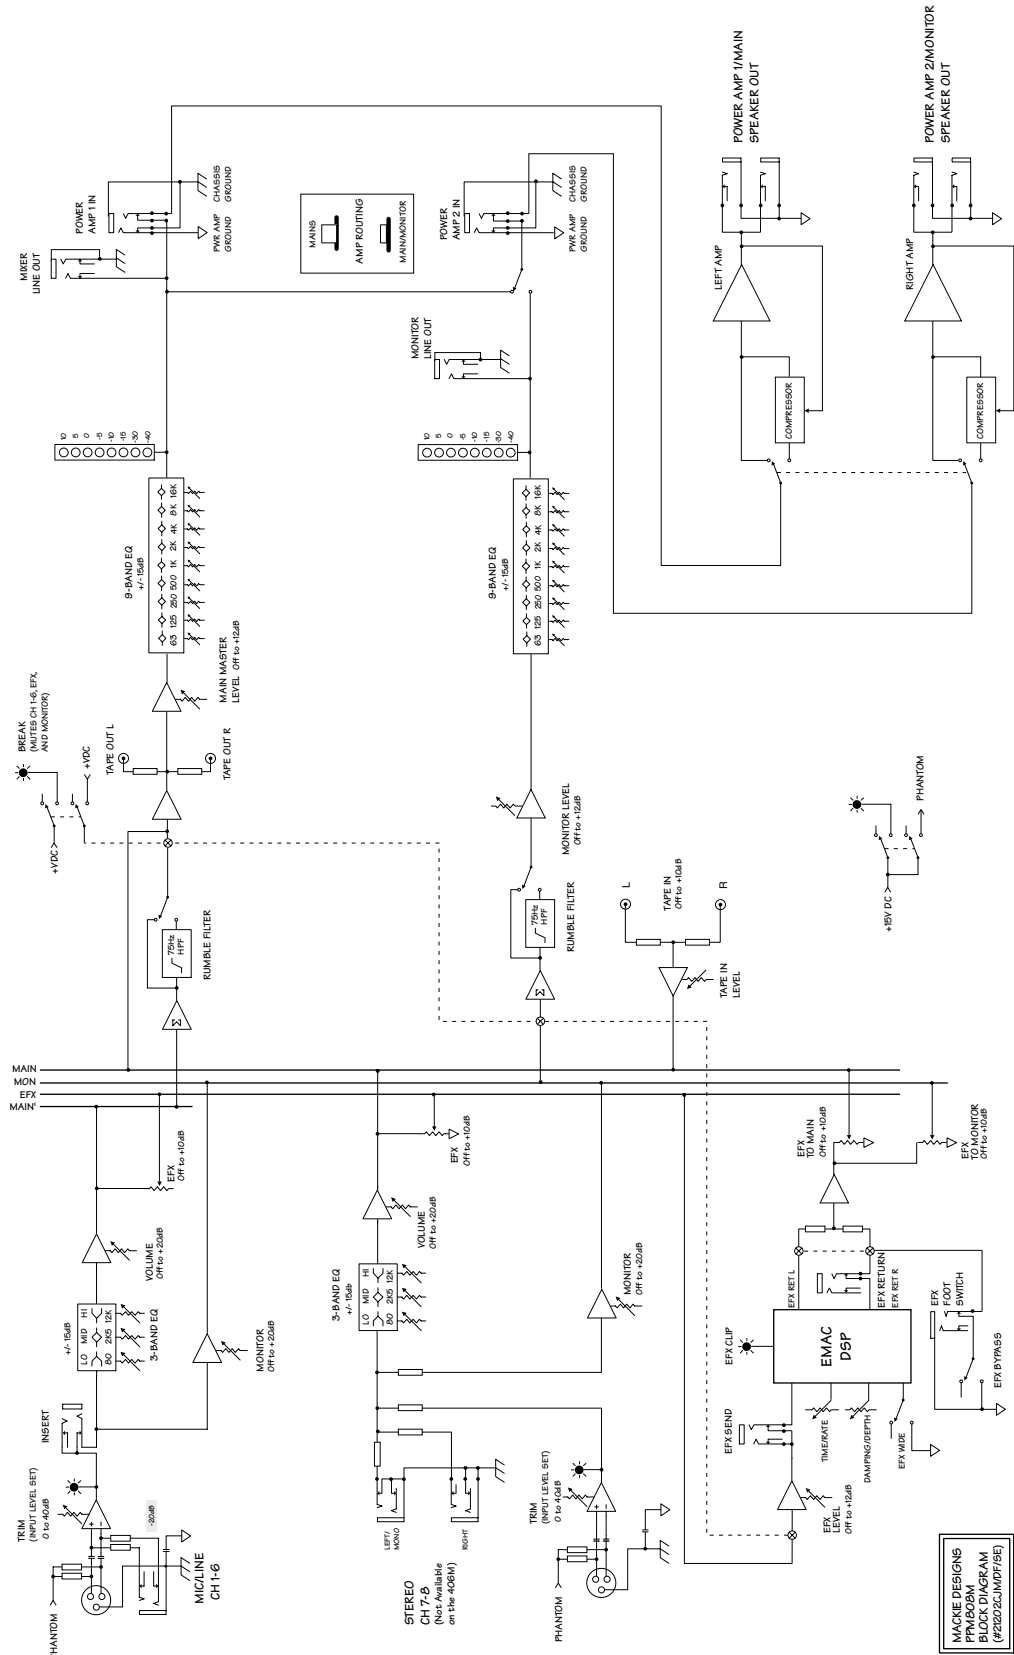 POWER AMP 1/MAIN
SPEAKER OUT
POWER AMP 2/MONITOR
SPEAKER OUT
MIXER
LINE OUT
POWER
AMP 1 IN
PWR AMP
GROUND
CHASSIS
GROUND
MAINS
AMP ROUTING
MAIN/MONITOR
POWER
AMP 2 IN
PWR AMP
GROUND
CHASSIS
GROUND
MONITOR
LINE OUT
LEFT AMP
RIGHT AMP
COMPRESSOR
COMPRESSOR
10
5
0
-5
-10
-15
-30
-40
10
5
0
-5
-10
-15
-30
-40
9-BAND EQ
+/- 15dB
63 125 250 500 1K 2K 4K 8K 16K
9-BAND EQ
+/- 15dB
63 125 250 500 1K 2K 4K 8K 16K
BREAK
(MUTES CH 1-6, EFX,
AND MONITOR)
+VDC
+VDC
TAPE OUT L
TAPE OUT R
MAIN MASTER
LEVEL Off to +12dB
MONITOR LEVEL
Off to +12dB
75Hz
HPF
RUMBLE FILTER
75Hz
HPF
RUMBLE FILTER
Σ
Σ
L
TAPE IN
Off to +10dB
R
TAPE IN
LEVEL
+15V DC
PHANTOM
MAIN
MON
EFX
MAIN'
EFX
Off to +10dB
EFX
Off to +10dB
VOLUME
Off to +20dB
VOLUME
Off to +20dB
+/- 15dB
LO MID HI
80 2K5 12K
3-BAND EQ
3-BAND EQ
+/- 15dB
LO MID HI
80 2K5 12K
MONITOR
Off to +20dB
MONITOR
Off to +20dB
INSERT
TRIM
(INPUT LEVEL SET)
0 to 40dB
-20dB
HANTOM
MIC/LINE
CH 1-6
LEFT/
MONO
RIGHT
STEREO
CH 7-8
(Not Available
on the 406M)
TRIM
(INPUT LEVEL SET)
0 to 40dB
PHANTOM
EFX
TO MAIN
Off to +10dB
EFX
TO MONITOR
Off to +10dB
EFX RET L
EFX RETURN
EFX RET R
EFX CLIP
EMAC
DSP
EFX
FOOT
SWITCH
EFX BYPASS
EFX SEND
TIME/RATE
DAMPING/DEPTH
EFX WIDE
EFX
LEVEL
Off to +12dB
MACKIE DESIGNS
PPM808M
BLOCK DIAGRAM
(#21202CJM/DF/SE)